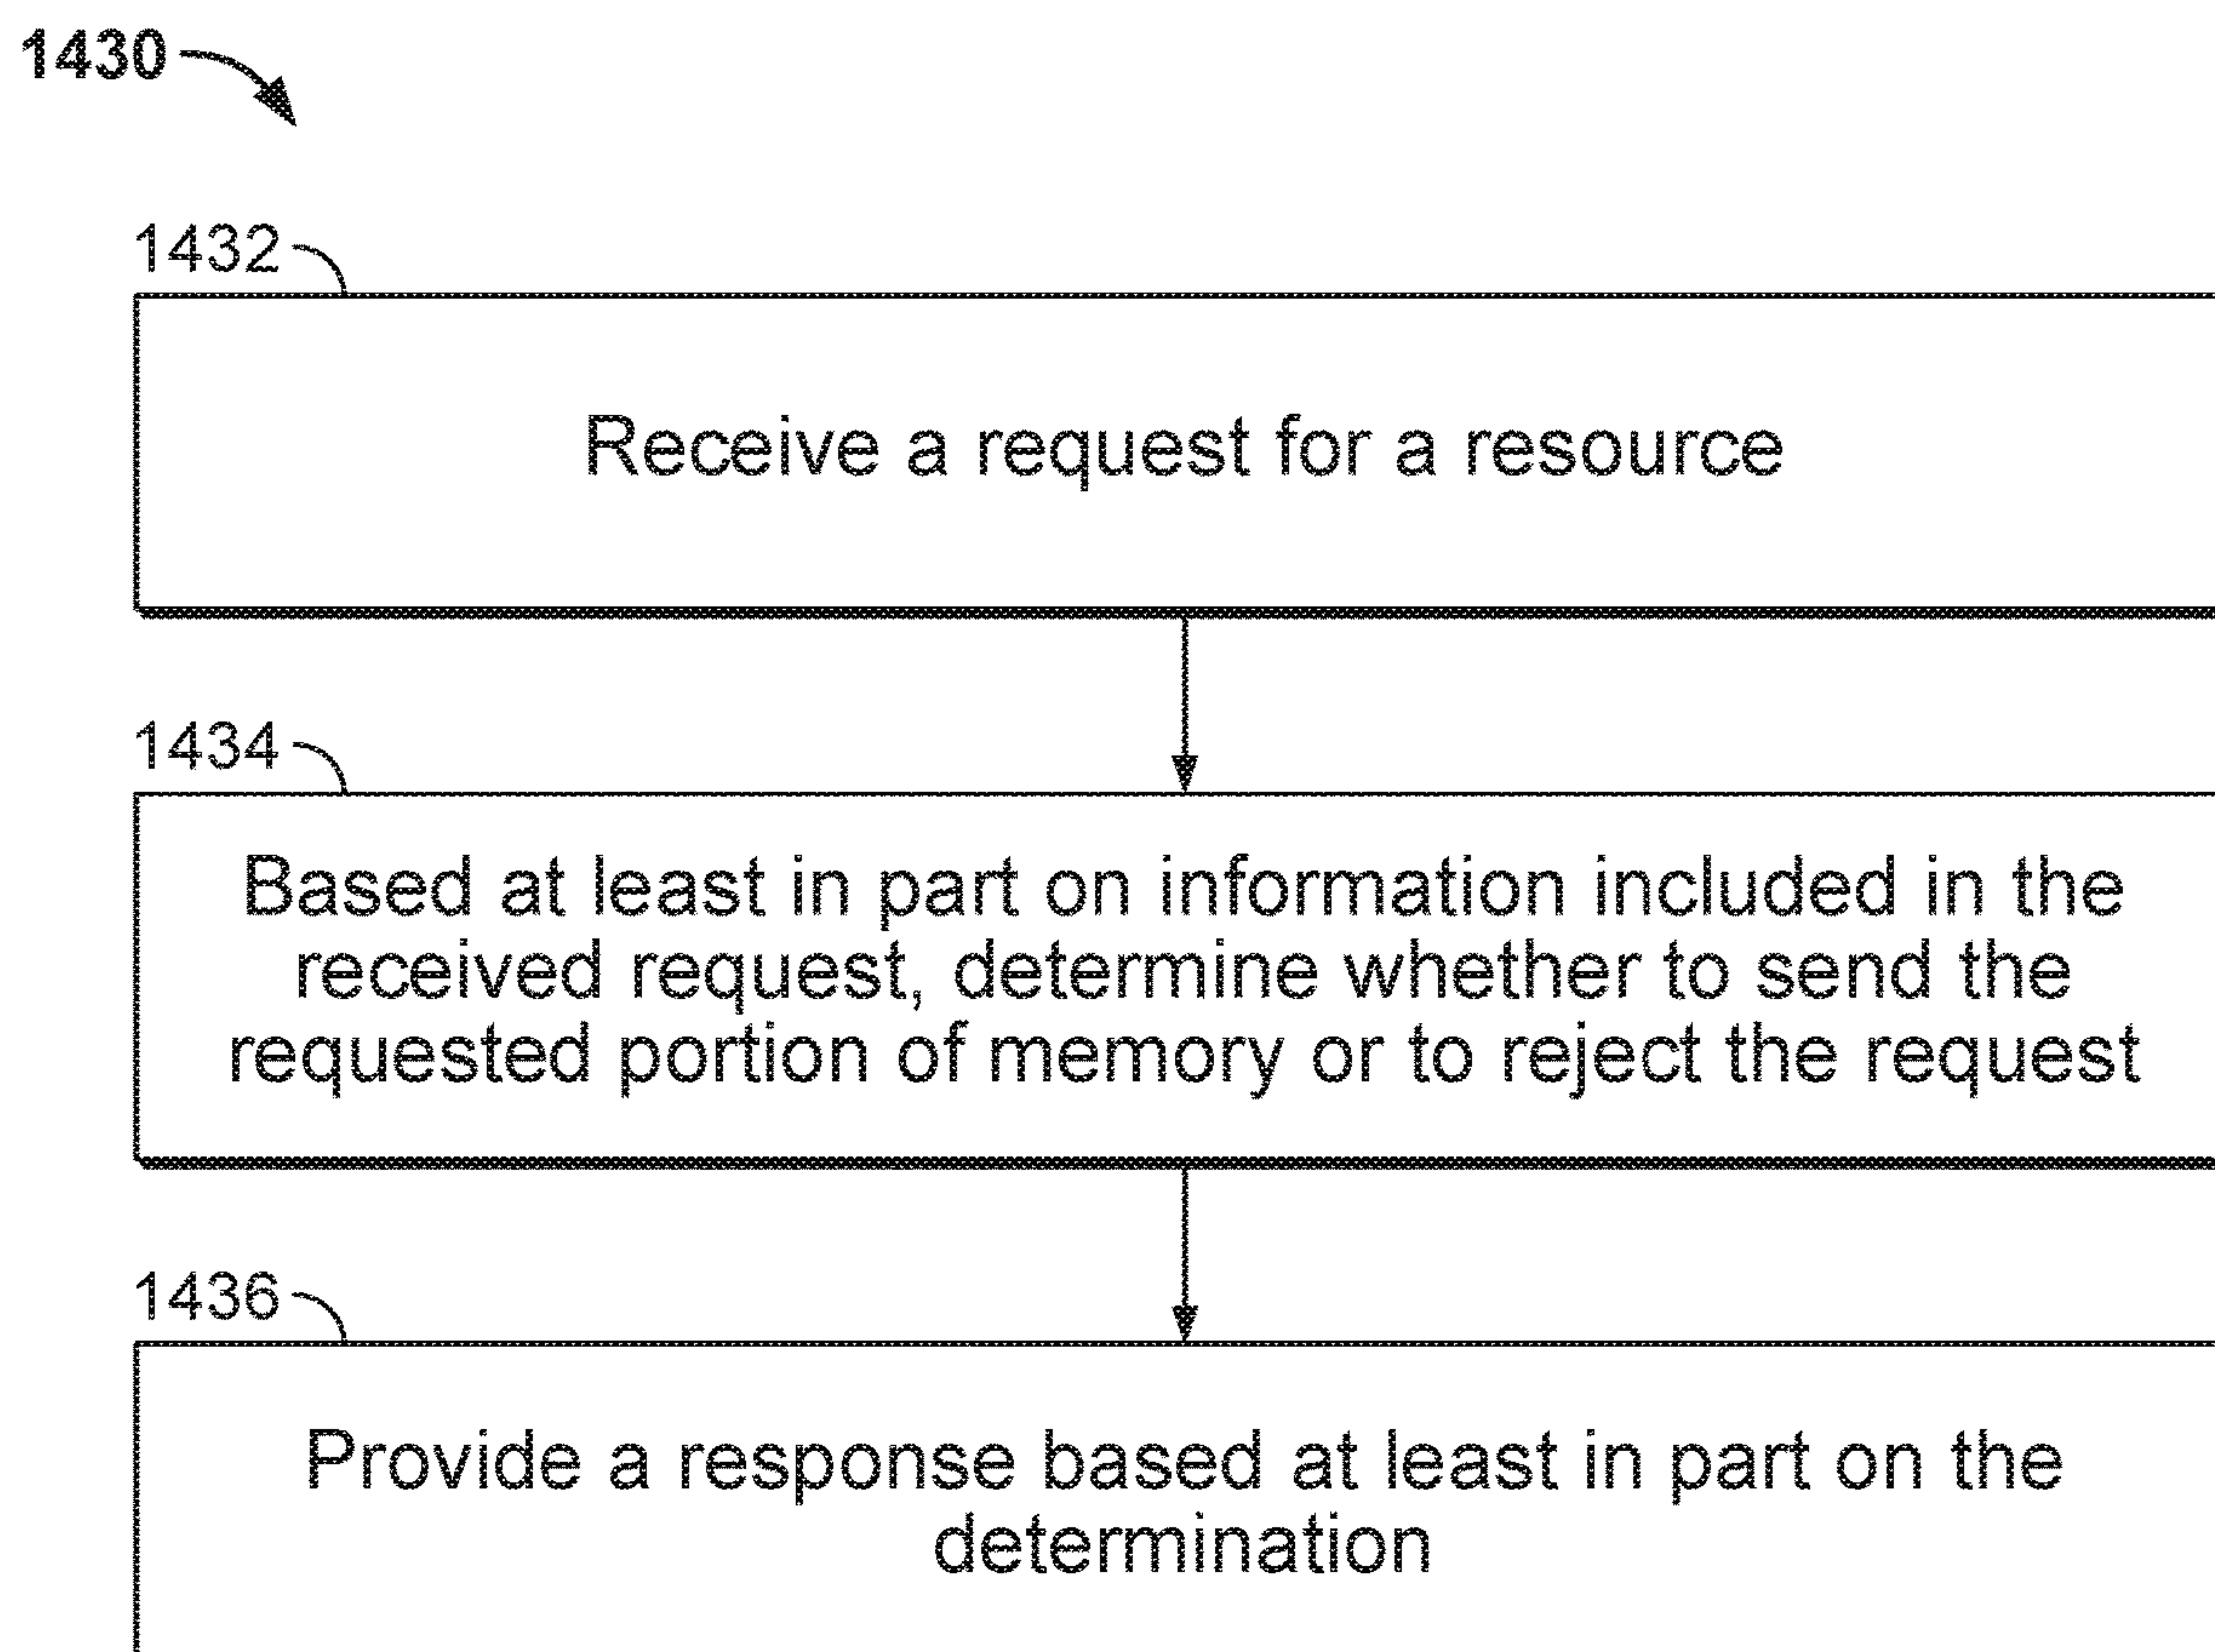 1430
1432
Receive a request for a resource
1434
Based at least in part on information included in the
received request, determine whether to send the
requested portion of memory or to reject the request
1436
Provide a response based at least in part on the
determination